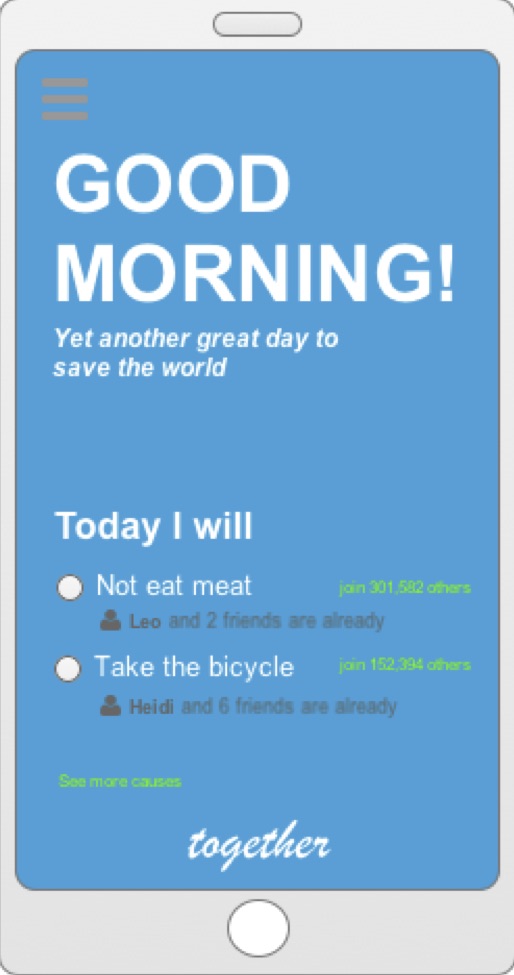 GOOD
MORNING!
Yet another great day to
save the world
Today I will
Not eat meat
join 301,582 others
Leo and 2 friends are already
Take the bicycle
join 152,394 others
Heidi and 6 friends are already
See more causes
together